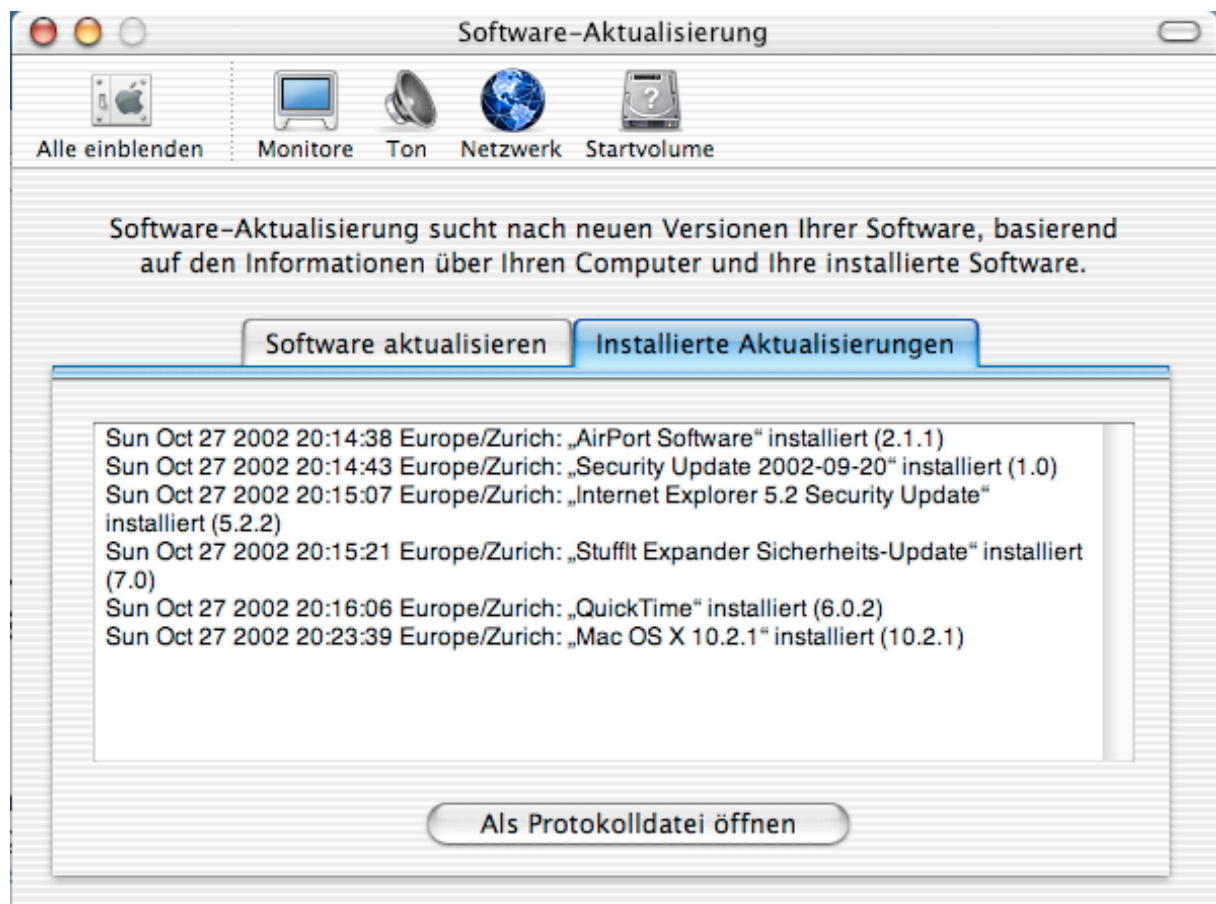 Software-Aktualisierung
Alle einblenden Monitore Ton Netzwerk Startvolume
Software-Aktualisierung sucht nach neuen Versionen Ihrer Software, basierend
auf den Informationen über Ihren Computer und Ihre installierte Software.
Software aktualisieren Installierte Aktualisierungen
Sun Oct 27 2002 20:14:38 Europe/Zurich: „AirPort Software“ installiert (2.1.1)
Sun Oct 27 2002 20:14:43 Europe/Zurich: „Security Update 2002-09-20“ installiert (1.0)
Sun Oct 27 2002 20:15:07 Europe/Zurich: „Internet Explorer 5.2 Security Update“
installiert (5.2.2)
Sun Oct 27 2002 20:15:21 Europe/Zurich: „StuffIt Expander Sicherheits-Update“ installiert
(7.0)
Sun Oct 27 2002 20:16:06 Europe/Zurich: „QuickTime“ installiert (6.0.2)
Sun Oct 27 2002 20:23:39 Europe/Zurich: „Mac OS X 10.2.1“ installiert (10.2.1)
Als Protokolldatei öffnen